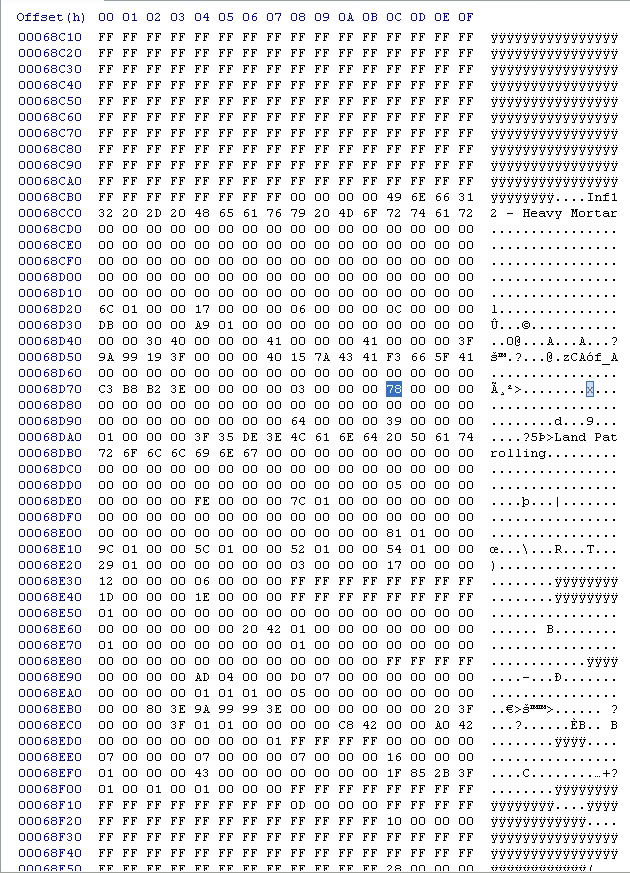 Offset(h) 00 01 02 03 04 05 06 07 08 09 0A 0B 0C 0D 0E 0F
00068C10 FF FF FF FF FF FF FF FF FF FF FF FF FF FF FF FF ÿÿÿÿÿÿÿÿÿÿÿÿÿÿÿÿ
00068C20 FF FF FF FF FF FF FF FF FF FF FF FF FF FF FF FF ÿÿÿÿÿÿÿÿÿÿÿÿÿÿÿÿ
00068C30 FF FF FF FF FF FF FF FF FF FF FF FF FF FF FF FF ÿÿÿÿÿÿÿÿÿÿÿÿÿÿÿÿ
00068C40 FF FF FF FF FF FF FF FF FF FF FF FF FF FF FF FF ÿÿÿÿÿÿÿÿÿÿÿÿÿÿÿÿ
00068C50 FF FF FF FF FF FF FF FF FF FF FF FF FF FF FF FF ÿÿÿÿÿÿÿÿÿÿÿÿÿÿÿÿ
00068C60 FF FF FF FF FF FF FF FF FF FF FF FF FF FF FF FF ÿÿÿÿÿÿÿÿÿÿÿÿÿÿÿÿ
00068C70 FF FF FF FF FF FF FF FF FF FF FF FF FF FF FF FF ÿÿÿÿÿÿÿÿÿÿÿÿÿÿÿÿ
00068C80 FF FF FF FF FF FF FF FF FF FF FF FF FF FF FF FF ÿÿÿÿÿÿÿÿÿÿÿÿÿÿÿÿ
00068C90 FF FF FF FF FF FF FF FF FF FF FF FF FF FF FF FF ÿÿÿÿÿÿÿÿÿÿÿÿÿÿÿÿ
00068CA0 FF FF FF FF FF FF FF FF FF FF FF FF FF FF FF FF ÿÿÿÿÿÿÿÿÿÿÿÿÿÿÿÿ
00068CB0 FF FF FF FF FF FF FF FF 00 00 00 00 49 6E 66 31 ÿÿÿÿÿÿÿÿ....Inf1
00068CC0 32 20 2D 20 48 65 61 76 79 20 4D 6F 72 74 61 72 2 - Heavy Mortar
00068CD0 00 00 00 00 00 00 00 00 00 00 00 00 00 00 00 00 ................
00068CE0 00 00 00 00 00 00 00 00 00 00 00 00 00 00 00 00 ................
00068CF0 00 00 00 00 00 00 00 00 00 00 00 00 00 00 00 00 ................
00068D00 00 00 00 00 00 00 00 00 00 00 00 00 00 00 00 00 ................
00068D10 00 00 00 00 00 00 00 00 00 00 00 00 00 00 00 00 ................
00068D20 6C 01 00 00 17 00 00 00 06 00 00 00 0C 00 00 00 l...............
00068D30 DB 00 00 00 A9 01 00 00 00 00 00 00 00 00 00 00 Û...©...........
00068D40 00 00 30 40 00 00 00 41 00 00 00 41 00 00 00 3F ..0@...A...A...?
00068D50 9A 99 19 3F 00 00 00 40 15 7A 43 41 F3 66 5F 41 š™.?...@.zCAóf_A
00068D60 00 00 00 00 00 00 00 00 00 00 00 00 00 00 00 00 ................
00068D70 C3 B8 B2 3E 00 00 00 00 03 00 00 00 78 00 00 00 Ã¸²>........x...
00068D80 00 00 00 00 00 00 00 00 00 00 00 00 00 00 00 00 ................
00068D90 00 00 00 00 00 00 00 00 64 00 00 00 39 00 00 00 ........d...9...
00068DA0 01 00 00 00 3F 35 DE 3E 4C 61 6E 64 20 50 61 74 ....?5Þ>Land Pat
00068DB0 72 6F 6C 6C 69 6E 67 00 00 00 00 00 00 00 00 00 rolling.........
00068DC0 00 00 00 00 00 00 00 00 00 00 00 00 00 00 00 00 ................
00068DD0 00 00 00 00 00 00 00 00 00 00 00 00 05 00 00 00 ................
00068DE0 00 00 00 00 FE 00 00 00 7C 01 00 00 00 00 00 00 ....þ...|.......
00068DF0 00 00 00 00 00 00 00 00 00 00 00 00 00 00 00 00 ................
00068E00 00 00 00 00 00 00 00 00 00 00 00 00 81 01 00 00 ................
00068E10 9C 01 00 00 5C 01 00 00 52 01 00 00 54 01 00 00 œ...\...R...T...
00068E20 29 01 00 00 00 00 00 00 03 00 00 00 17 00 00 00 )...............
00068E30 12 00 00 00 06 00 00 00 FF FF FF FF FF FF FF FF ........ÿÿÿÿÿÿÿÿ
00068E40 1D 00 00 00 1E 00 00 00 FF FF FF FF FF FF FF FF ........ÿÿÿÿÿÿÿÿ
00068E50 01 00 00 00 00 00 00 00 00 00 00 00 00 00 00 00 ................
00068E60 00 00 00 00 00 00 20 42 01 00 00 00 00 00 00 00 ...... B........
00068E70 01 00 00 00 00 00 00 00 01 00 00 00 00 00 00 00 ................
00068E80 00 00 00 00 00 00 00 00 00 00 00 00 FF FF FF FF ............ÿÿÿÿ
00068E90 00 00 00 00 AD 04 00 00 D0 07 00 00 00 00 00 00 ....-...Ð.......
00068EA0 00 00 00 00 01 01 01 00 05 00 00 00 00 00 00 00 ................
00068EB0 00 00 80 3E 9A 99 99 3E 00 00 00 00 00 00 20 3F ..€>š™™>...... ?
00068EC0 00 00 00 3F 01 01 00 00 00 00 C8 42 00 00 A0 42 ...?......ÈB.. B
00068ED0 00 00 00 00 00 00 00 01 FF FF FF FF 00 00 00 00 ........ÿÿÿÿ....
00068EE0 07 00 00 00 07 00 00 00 07 00 00 00 16 00 00 00 ................
00068EF0 01 00 00 00 43 00 00 00 00 00 00 00 1F 85 2B 3F ....C........…+?
00068F00 01 00 01 00 01 00 00 00 FF FF FF FF FF FF FF FF ........ÿÿÿÿÿÿÿÿ
00068F10 FF FF FF FF FF FF FF FF 0D 00 00 00 FF FF FF FF ÿÿÿÿÿÿÿÿ....ÿÿÿÿ
00068F20 FF FF FF FF FF FF FF FF FF FF FF FF 10 00 00 00 ÿÿÿÿÿÿÿÿÿÿÿÿ....
00068F30 FF FF FF FF FF FF FF FF FF FF FF FF FF FF FF FF ÿÿÿÿÿÿÿÿÿÿÿÿÿÿÿÿ
00068F40 FF FF FF FF FF FF FF FF FF FF FF FF FF FF FF FF ÿÿÿÿÿÿÿÿÿÿÿÿÿÿÿÿ
00068F50 FF FF FF FF FF FF FF FF FF FF FF FF 28 00 00 00 ÿÿÿÿÿÿÿÿÿÿÿÿ(...